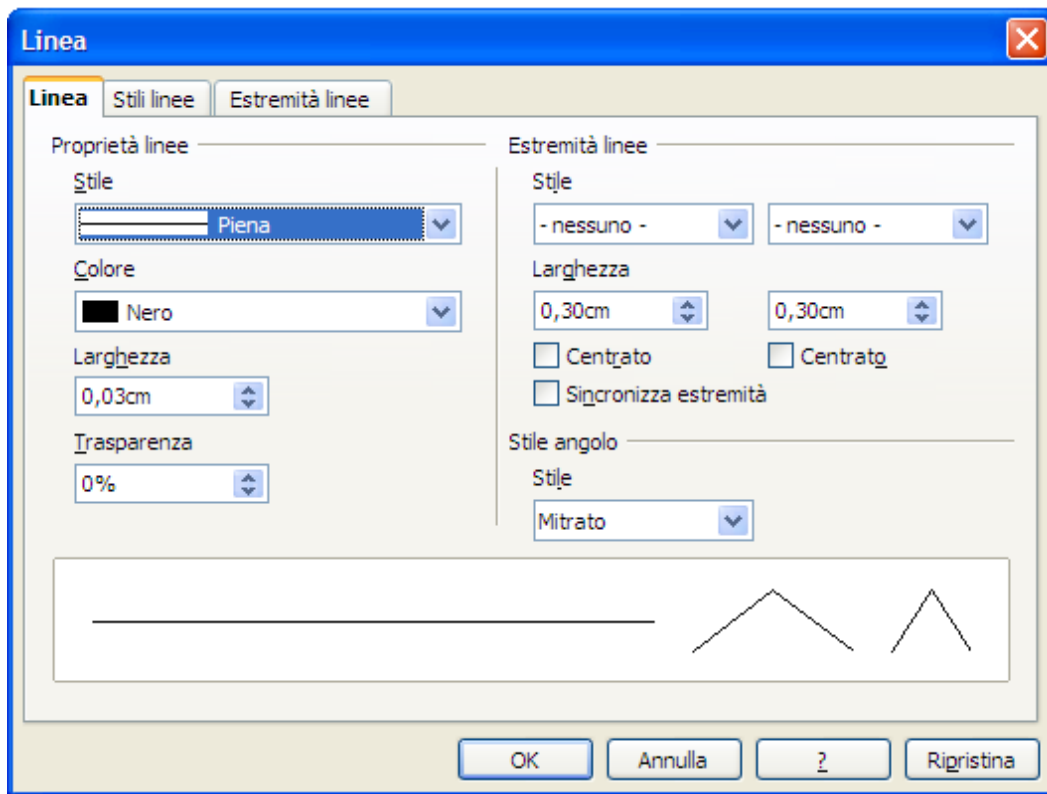 Linea
Linea Stili linee Estremità linee
Proprietà linee
Stile
Piena
Colore
Nero
Larghezza
0,03cm
Trasparenza
0%
Estremità linee
Stile
- nessuno - - nessuno -
Larghezza
0,30cm 0,30cm
Centrato Centrato
Sincronizza estremità
Stile angolo
Stile
Mitrato
OK Annulla ? Ripristina